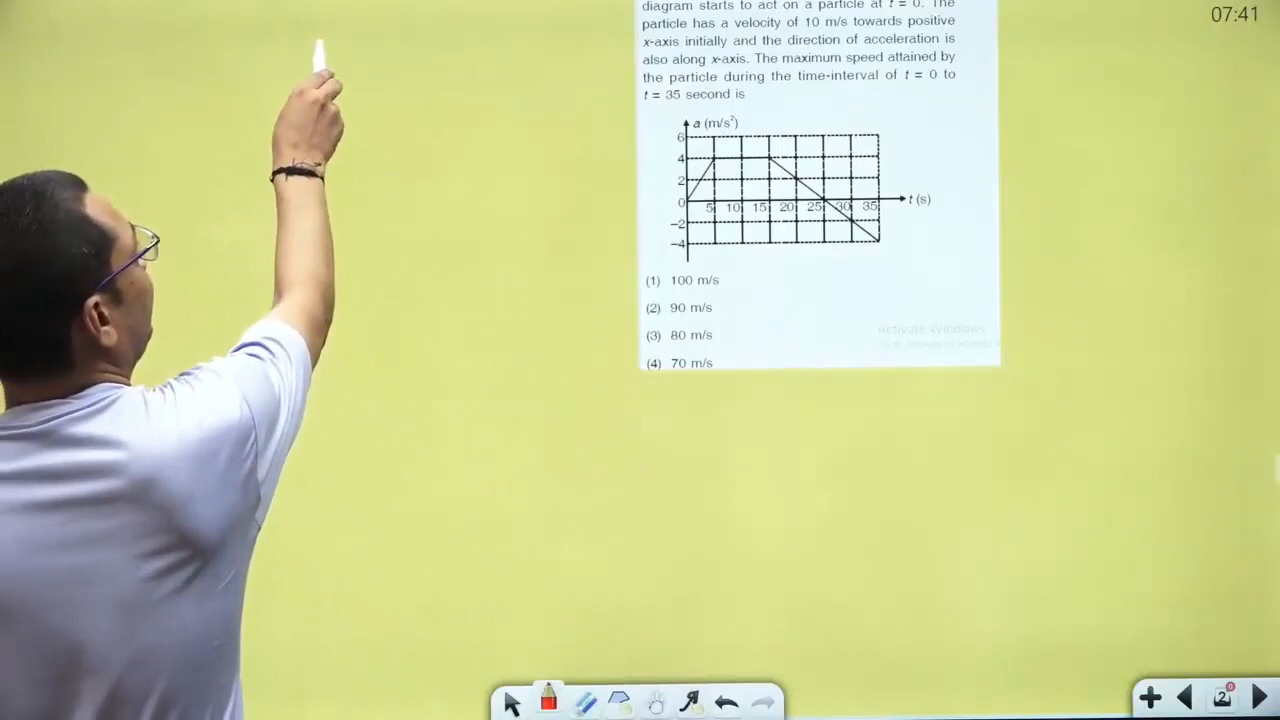 diagram starts to act on a particle at t = 0. The
07:41
particle has a velocity of 10 m/s towards positive
x-axis initially and the direction of acceleration is
also along x-axis. The maximum speed attained by
the particle during the time-interval of t = 0 to
t = 35 second is
a (m/s²)
6
4
2
0
5 10 15 20 25 30 35
t (s)
–2
–4
(1) 100 m/s
(2) 90 m/s
(3) 80 m/s
Activate Windows
(4) 70 m/s
2